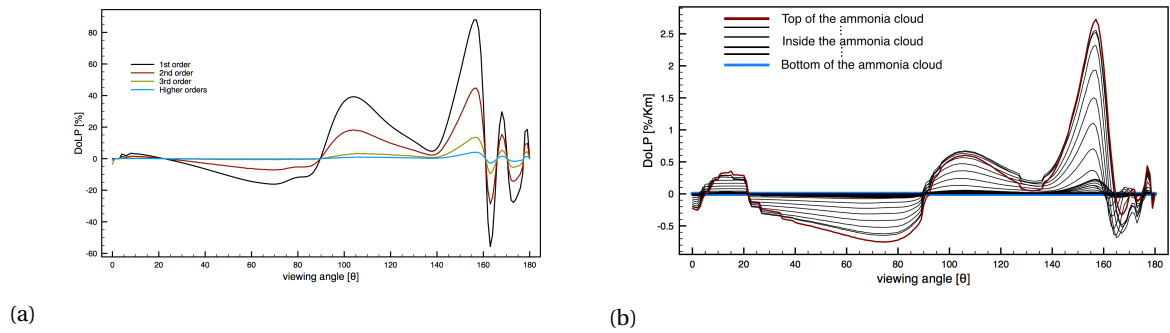 DoLP [%]
80
60
40
20
0
-20
-40
-60
1st order
2nd order
3rd order
Higher orders
0 20 40 60 80 100 120 140 160 180
viewing angle [θ]
(a)
DoLP [%/Km]
2.5
2
1.5
1
0.5
0
-0.5
Top of the ammonia cloud
Inside the ammonia cloud
Bottom of the ammonia cloud
0 20 40 60 80 100 120 140 160 180
viewing angle [θ]
(b)